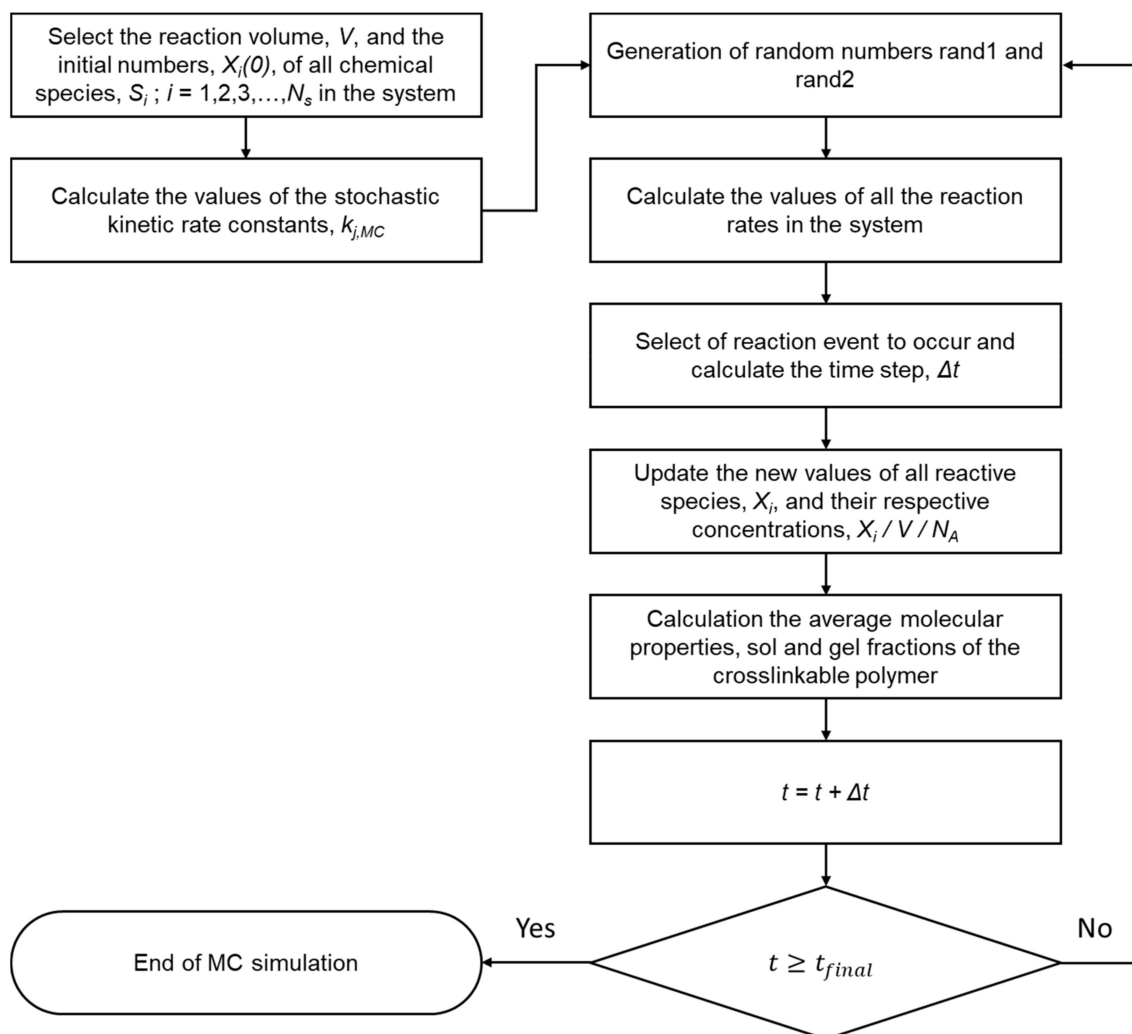 Select the reaction volume, V, and the
initial numbers, Xi(0), of all chemical
species, Si ; i = 1,2,3,…,Ns in the system
Calculate the values of the stochastic
kinetic rate constants, kj,MC
Generation of random numbers rand1 and
rand2
Calculate the values of all the reaction
rates in the system
Select of reaction event to occur and
calculate the time step, Δt
Update the new values of all reactive
species, Xi, and their respective
concentrations, Xi / V / NA
Calculation the average molecular
properties, sol and gel fractions of the
crosslinkable polymer
t = t + Δt
t ≥ tfinal
Yes
No
End of MC simulation